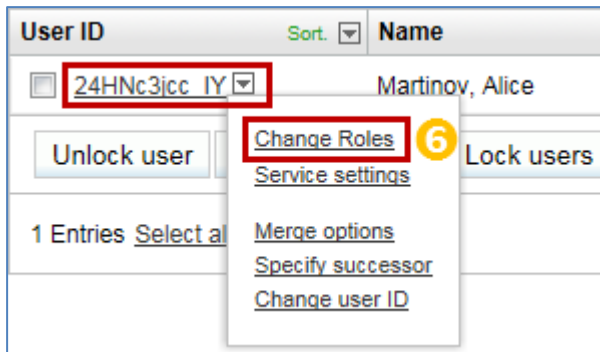 User ID Sort. Name
24HNc3jcc_IY Martinov, Alice
Change Roles 6
Unlock user Lock users
Service settings
1 Entries Select al Merge options
Specify successor
Change user ID